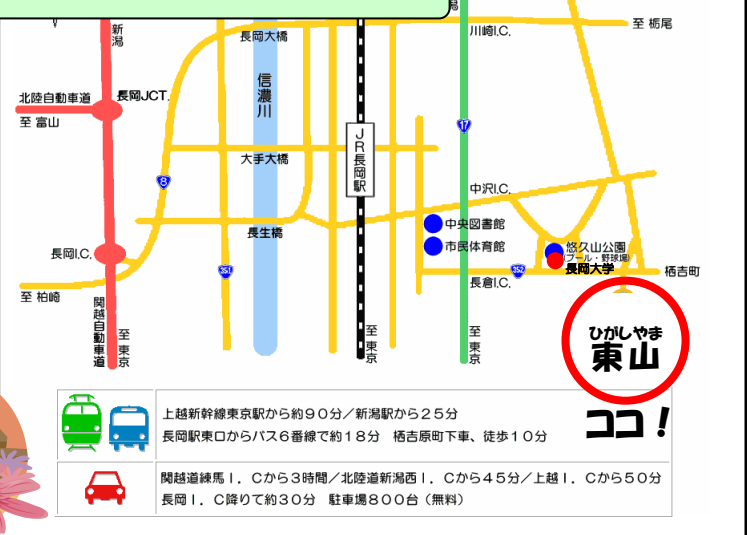 新潟
潟
川崎I.C.
至 栃尾
長岡大橋
信濃川
北陸自動車道
長岡JCT.
至 富山
17
JR長岡駅
大手大橋
8
中沢I.C.
中央図書館
長生橋
市民体育館
悠久山公園
(プール・野球場)
長岡大学
長岡I.C.
351
352
栖吉町
長倉I.C.
至 柏崎
関越自動車道
至 東京
至 東京
至 東京
ひがしやま
東山
ココ!
上越新幹線東京駅から約90分/新潟駅から25分
長岡駅東口からバス6番線で約18分 栖吉原町下車、徒歩10分
関越道練馬I.Cから3時間/北陸道新潟西I.Cから45分/上越I.Cから50分
長岡I.C降りて約30分 駐車場800台(無料)